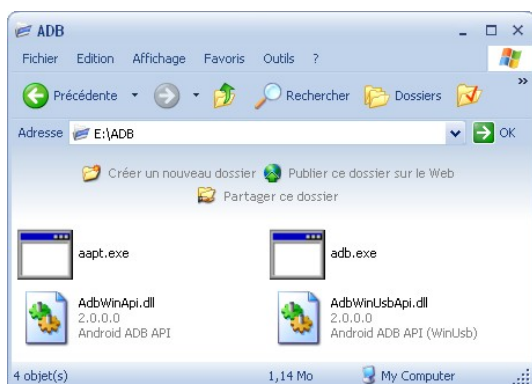 ADB
Fichier Edition Affichage Favoris Outils ?
Précédente Rechercher Dossiers »
Adresse E:\ADB OK
Créer un nouveau dossier Publier ce dossier sur le Web
Partager ce dossier
aapt.exe adb.exe
AdbWinApi.dll AdbWinUsbApi.dll
2.0.0.0 2.0.0.0
Android ADB API Android ADB API (WinUsb)
4 objet(s) 1,14 Mo My Computer